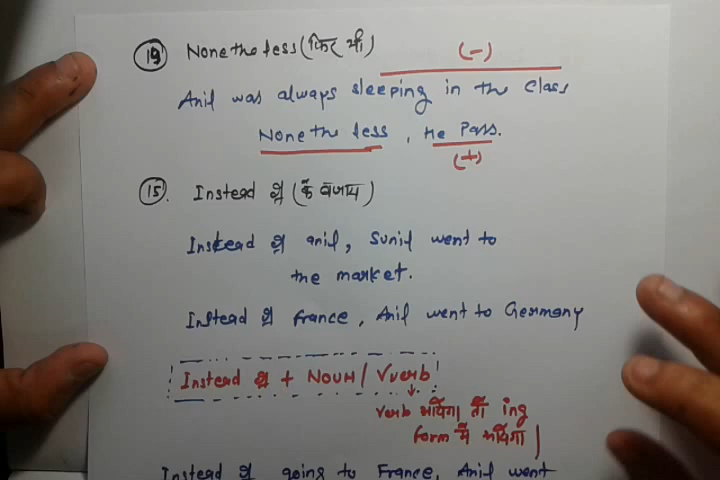 19 None the less (फिर भी) (-)
Anil was always sleeping in the class
None the less, He Pass.
(+)
15. Instead of (के बजाय)
Instead of anil, Sunil went to
the market.
Instead of France, Anil went to Germany
Instead of + NOUN / Vverb
verb आयेगा तो ing
form में आयेगा |
Instead of going to France, Anil went